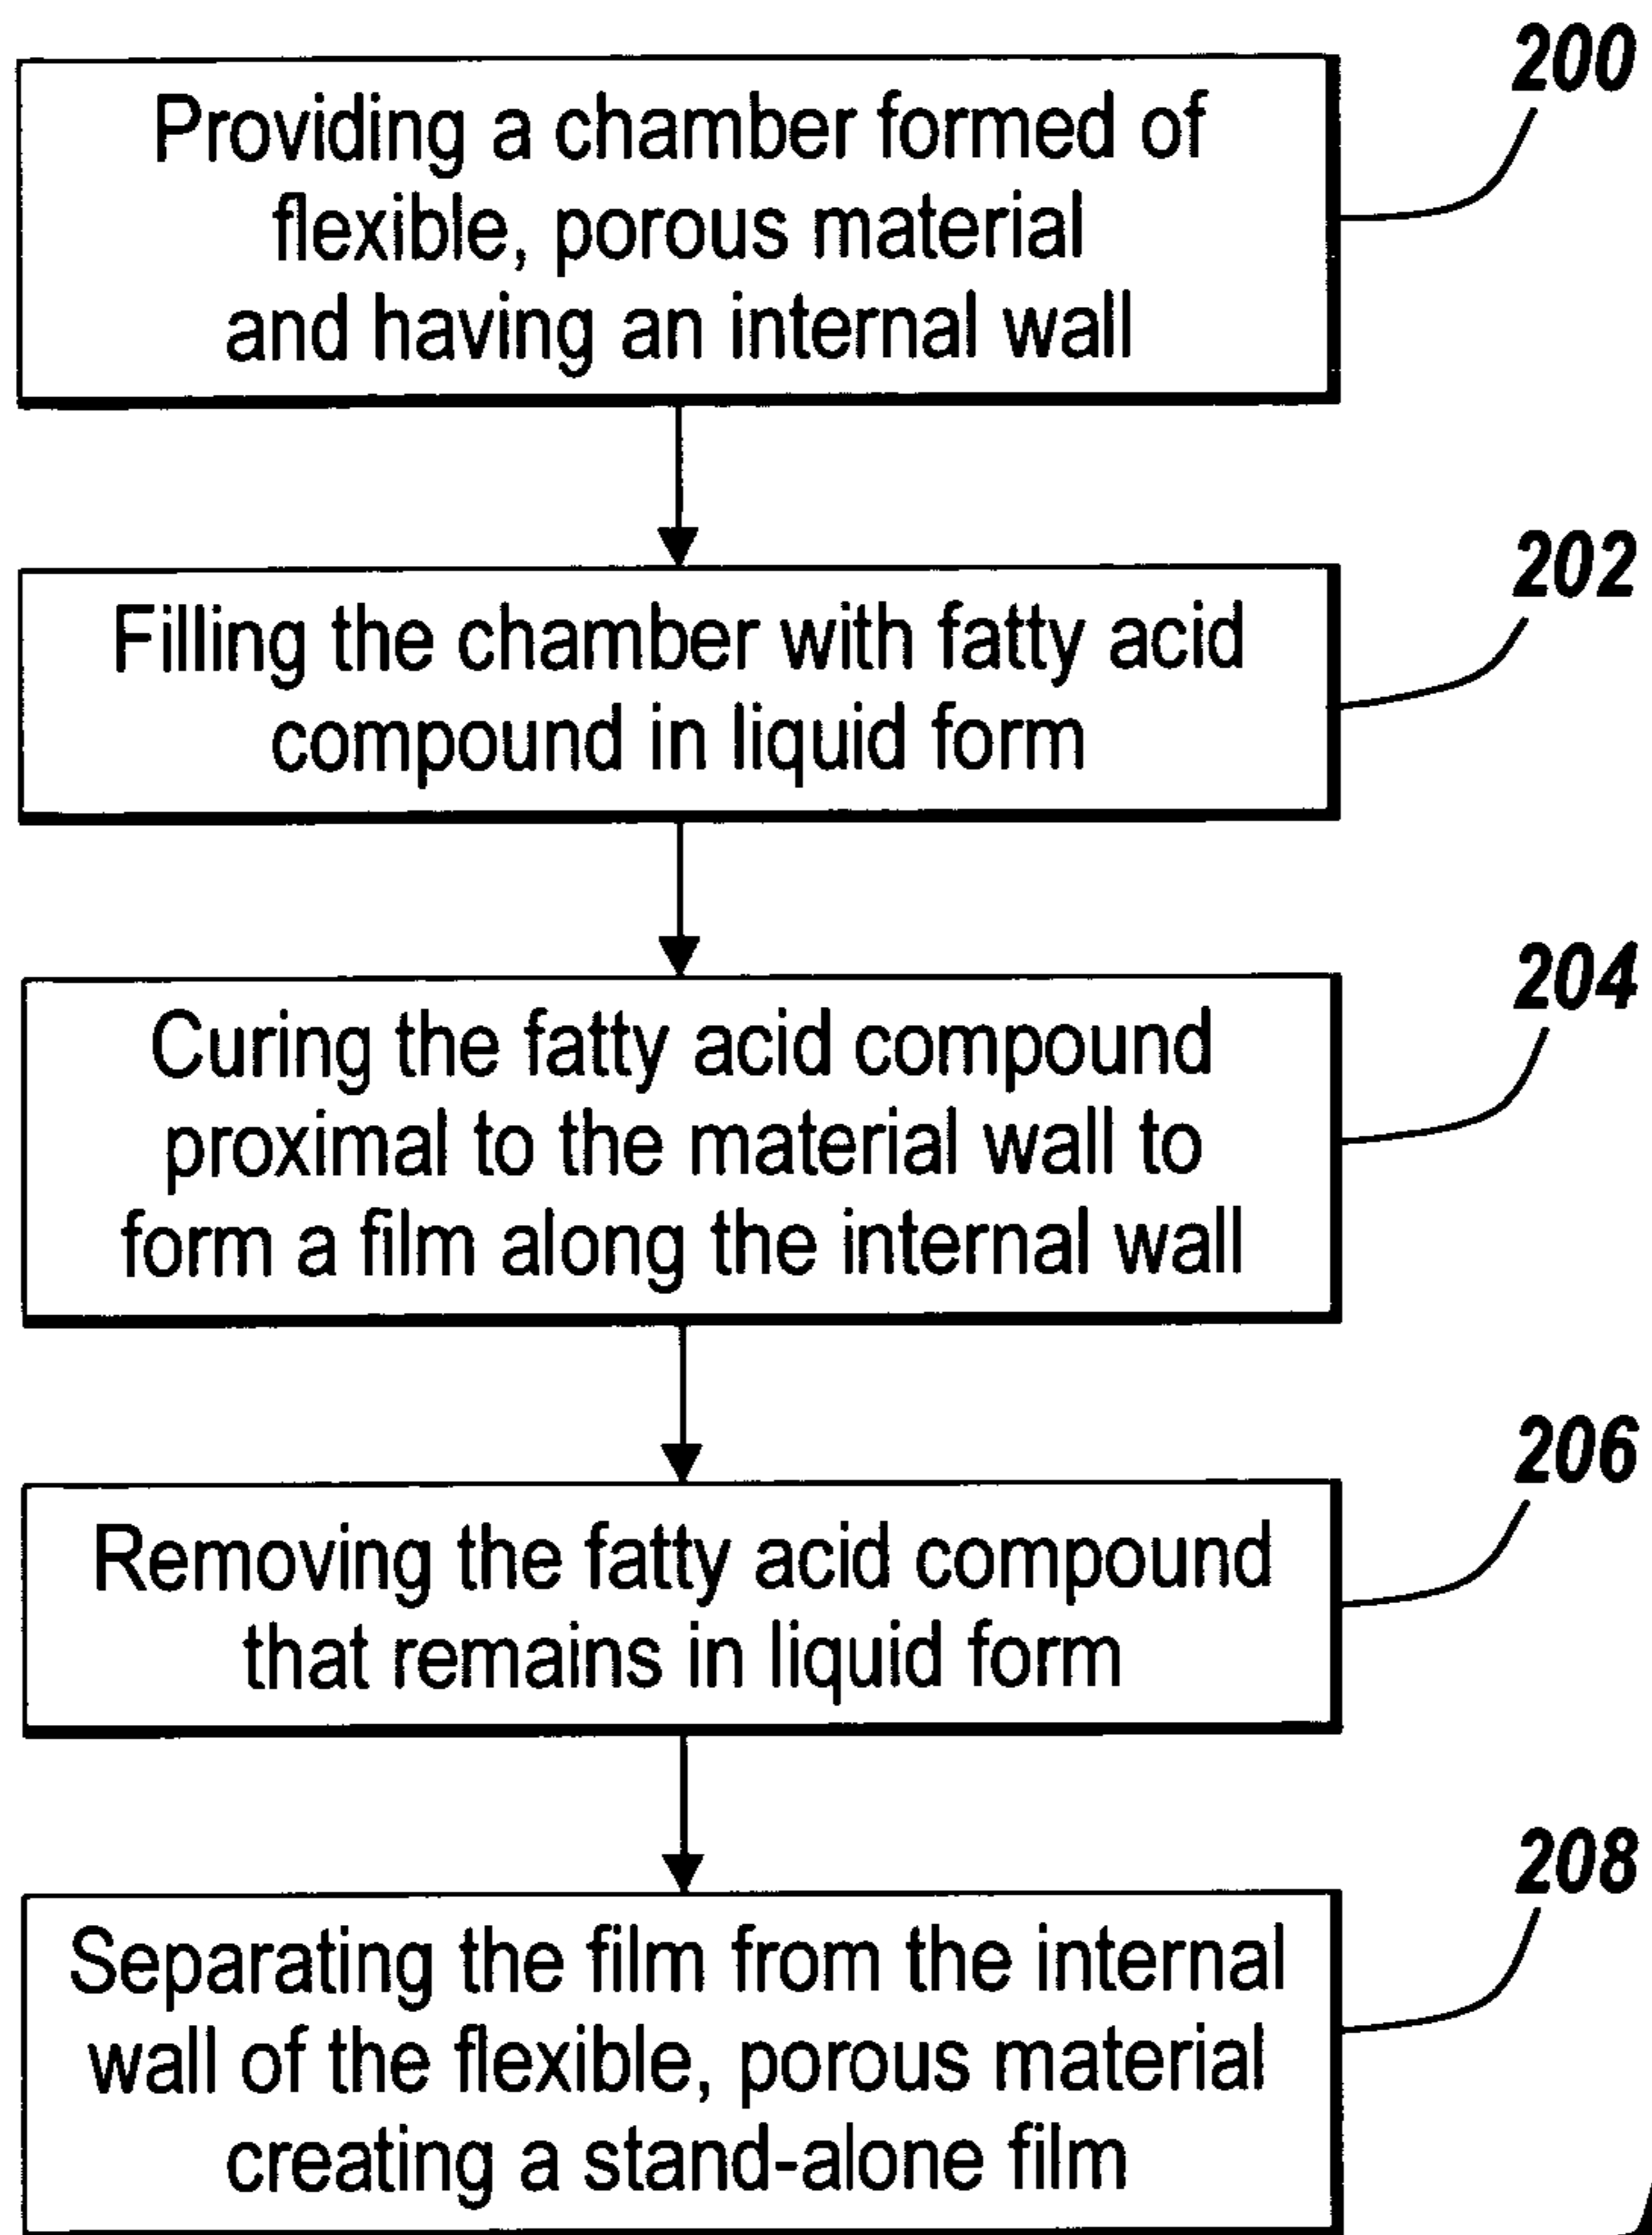 200
Providing a chamber formed of
flexible, porous material
and having an internal wall
202
Filling the chamber with fatty acid
compound in liquid form
204
Curing the fatty acid compound
proximal to the material wall to
form a film along the internal wall
206
Removing the fatty acid compound
that remains in liquid form
208
Separating the film from the internal
wall of the flexible, porous material
creating a stand-alone film